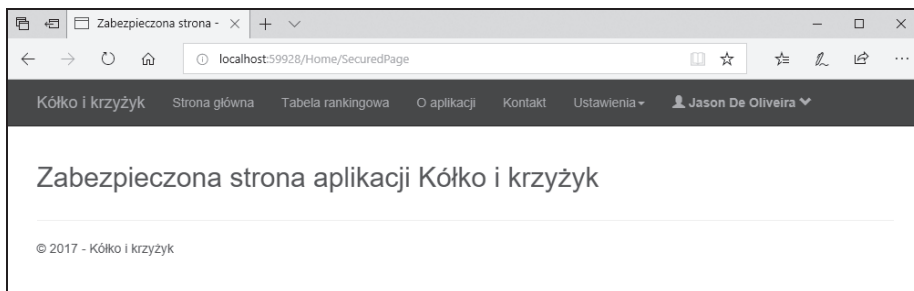 Zabezpieczona strona -
localhost:59928/Home/SecuredPage
Kółko i krzyżyk Strona główna Tabela rankingowa O aplikacji Kontakt Ustawienia Jason De Oliveira
Zabezpieczona strona aplikacji Kółko i krzyżyk
© 2017 - Kółko i krzyżyk